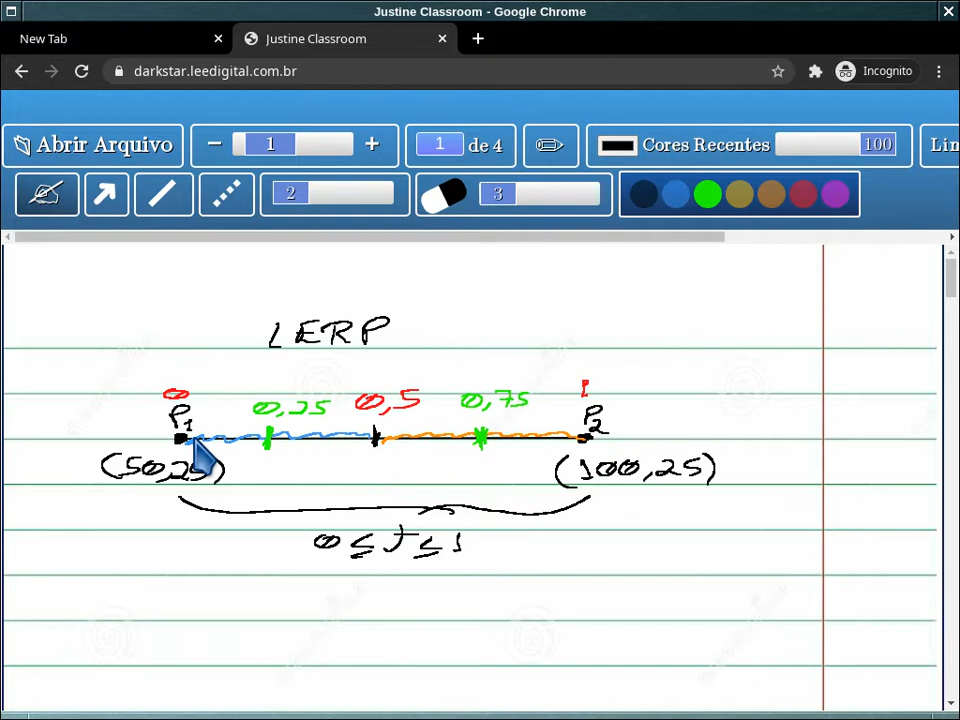 Justine Classroom - Google Chrome
New Tab
Justine Classroom
darkstar.leedigital.com.br
Incognito
Abrir Arquivo
1
1 de 4
Cores Recentes
100
Lin
2
3
LERP
0 0,25 0,5 0,75 1
P1 P2
(50,25) (100,25)
0 ≤ t ≤ 1